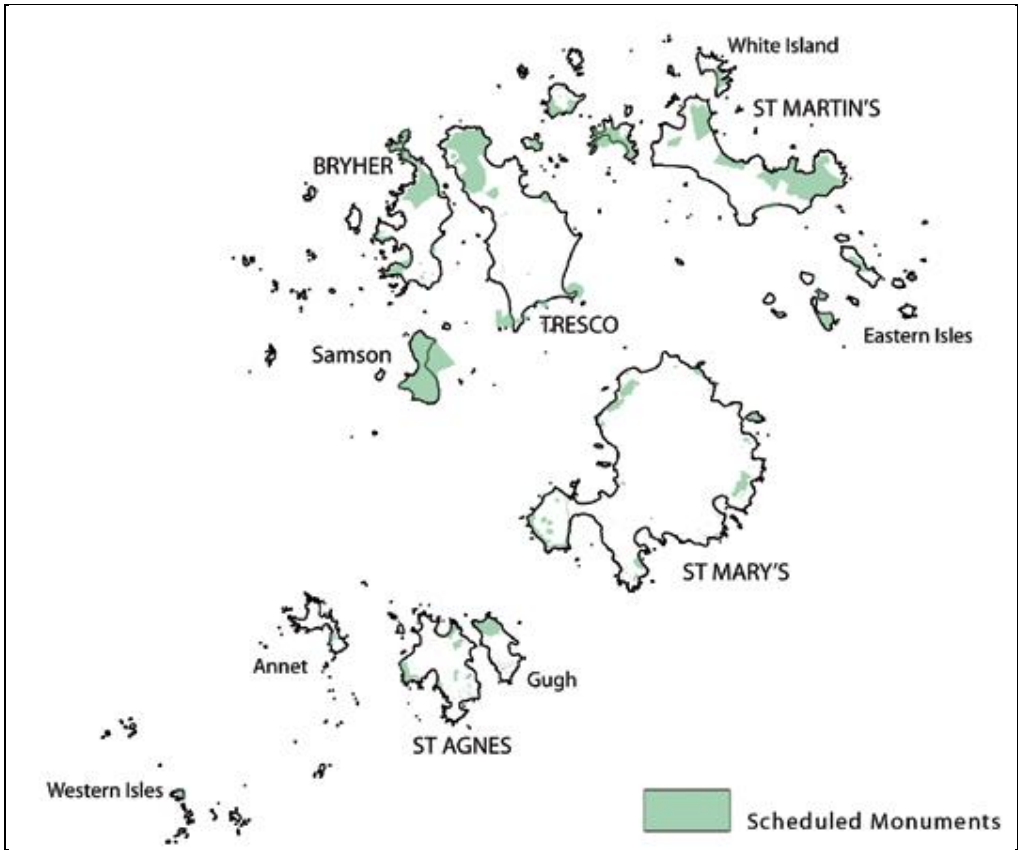 White Island
ST MARTIN'S
BRYHER
TRESCO
Eastern Isles
Samson
ST MARY'S
Annet
Gugh
ST AGNES
Western Isles
Scheduled Monuments